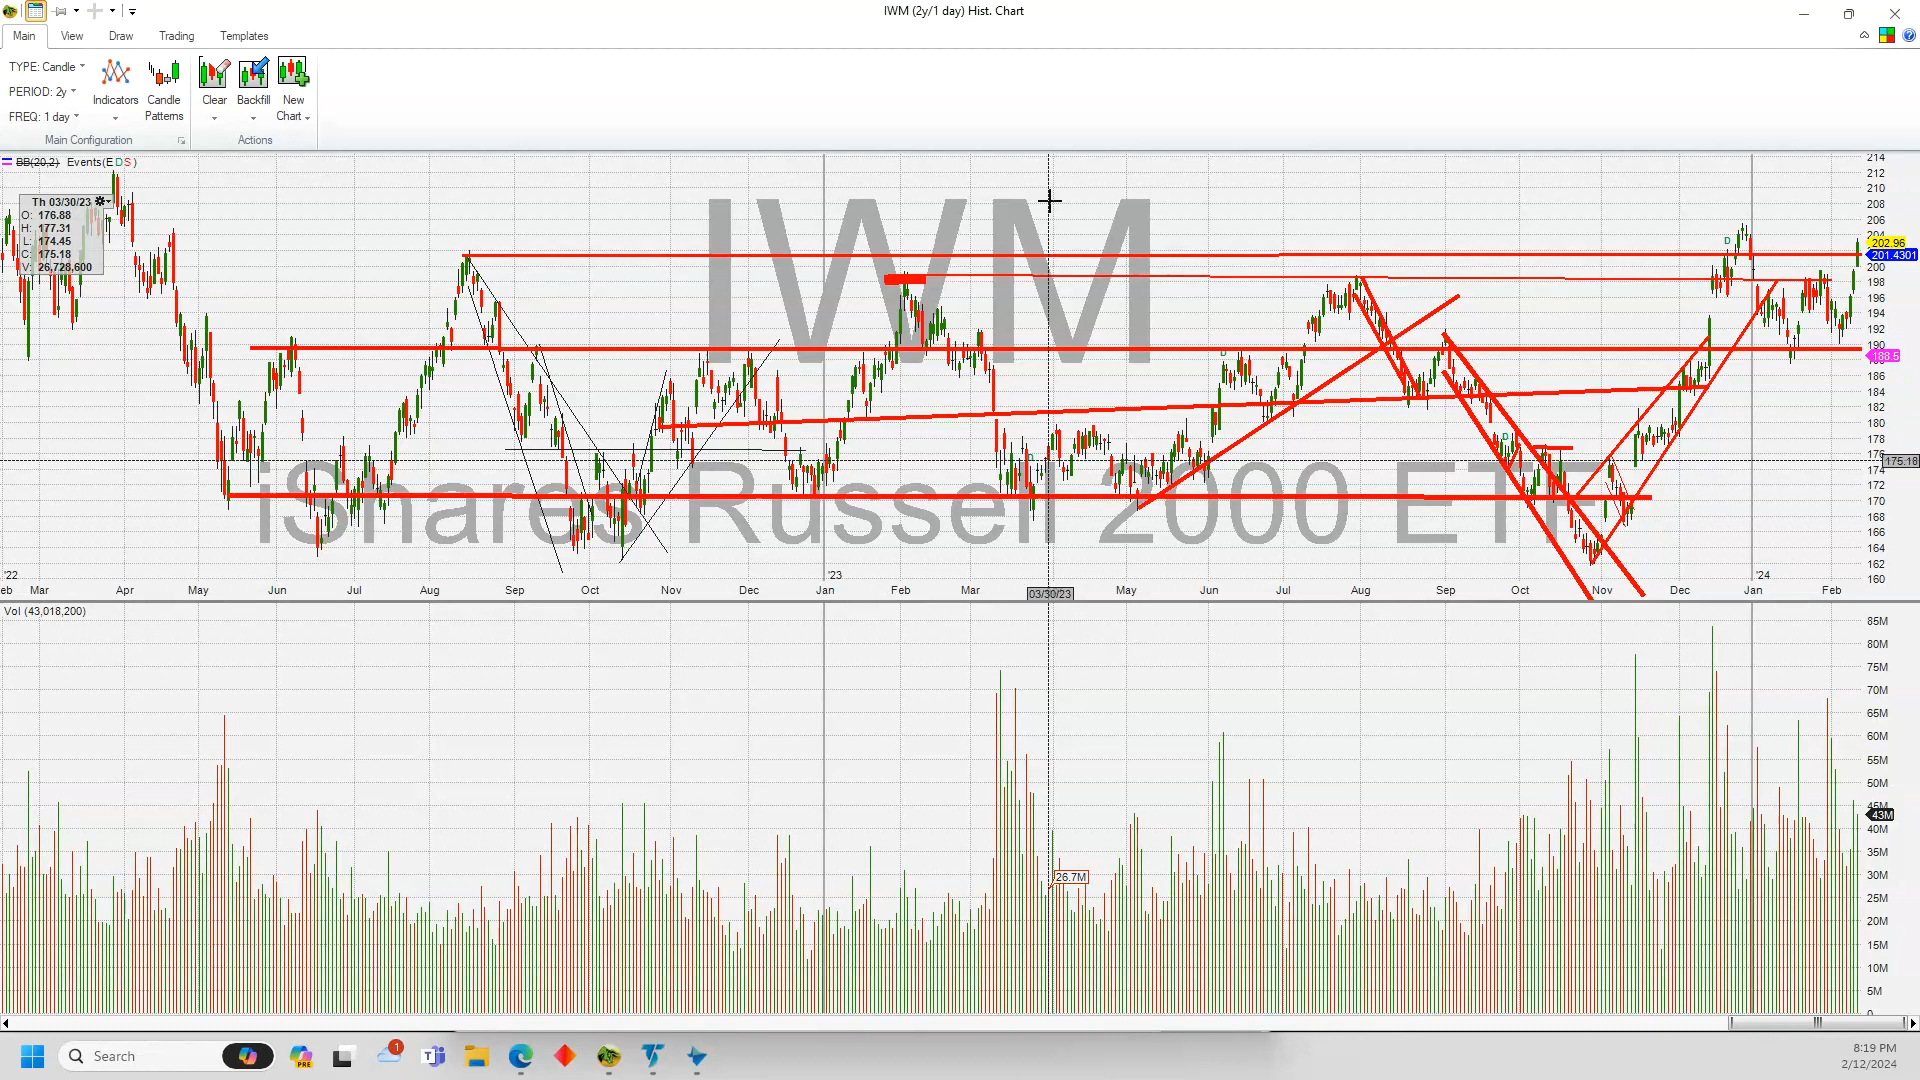 IWM (2y/1 day) Hist. Chart
Main View Draw Trading Templates
TYPE: Candle
PERIOD: 2y
FREQ: 1 day
Indicators
Candle Patterns
Clear
Backfill
New Chart
Main Configuration
Actions
BB(20,2) Events(EDS)
Th 03/30/23
O: 176.88
H: 177.31
L: 174.45
C: 175.18
V: 26,728,600
IWM
iShares Russell 2000 ETF
D
D
D
D
214
212
210
208
206
204
202.96
201.4301
200
198
196
194
192
190
188.5
186
184
182
180
178
176
175.18
174
172
170
168
166
164
162
160
'22 '23 '24
eb Mar Apr May Jun Jul Aug Sep Oct Nov Dec Jan Feb Mar 03/30/23 May Jun Jul Aug Sep Oct Nov Dec Jan Feb
Vol (43,018,200)
85M
80M
75M
70M
65M
60M
55M
50M
45M
43M
40M
35M
30M
25M
20M
15M
10M
5M
0
26.7M
Search
PRE
1
8:19 PM
2/12/2024